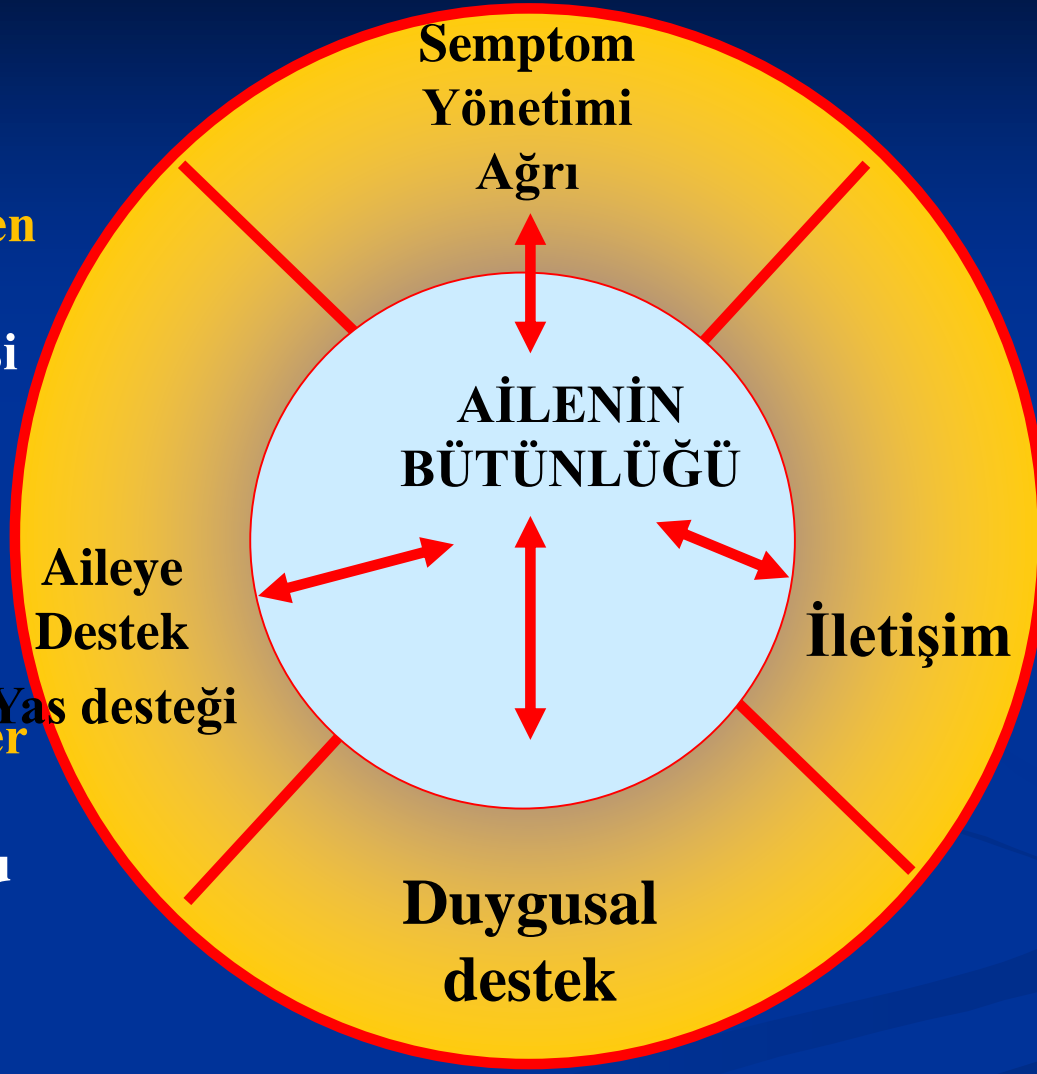 Semptom
Yönetimi
Ağrı
AİLENİN
BÜTÜNLÜĞÜ
Aileye
Destek
Yas desteği
İletişim
Duygusal
destek